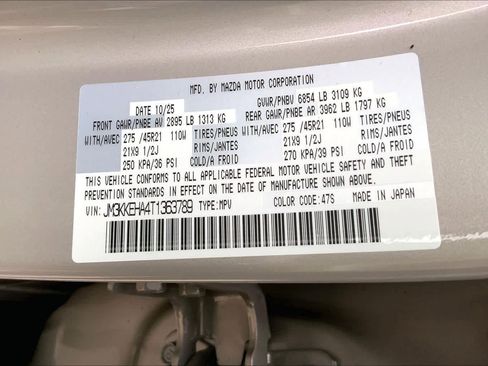 MFD. BY MAZDA MOTOR CORPORATION
DATE 10/25
GVWR/PNBV 6854 LB 3109 KG
FRONT GAWR/PNBE AV 2895 LB 1313 KG
REAR GAWR/PNBE AR 3962 LB 1797 KG
WITH/AVEC 275 /45R21 110W TIRES/PNEUS
WITH/AVEC 275 /45R21 110W TIRES/PNEUS
21X9 1/2J RIMS/JANTES
21X9 1/2J RIMS/JANTES
250 KPA/36 PSI COLD/A FROID
270 KPA/39 PSI COLD/A FROID
THIS VEHICLE CONFORMS TO ALL APPLICABLE FEDERAL MOTOR VEHICLE SAFETY AND THEFT
PREVENTION STANDARDS IN EFFECT ON THE DATE OF MANUFACTURE SHOWN ABOVE.
VIN: JM3KKEHA4T1363789 TYPE: MPV COLOR CODE: 47S MADE IN JAPAN